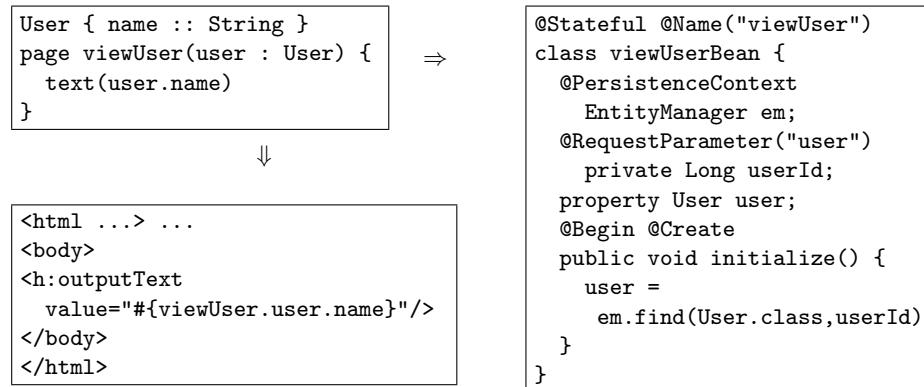 User { name :: String }
page viewUser(user : User) {
  text(user.name)
}
⇒
⇓
<html ...> ...
<body>
<h:outputText
  value="#{viewUser.user.name}"/>
</body>
</html>
@Stateful @Name("viewUser")
class viewUserBean {
  @PersistenceContext
    EntityManager em;
  @RequestParameter("user")
    private Long userId;
  property User user;
  @Begin @Create
  public void initialize() {
    user =
     em.find(User.class,userId)
  }
}